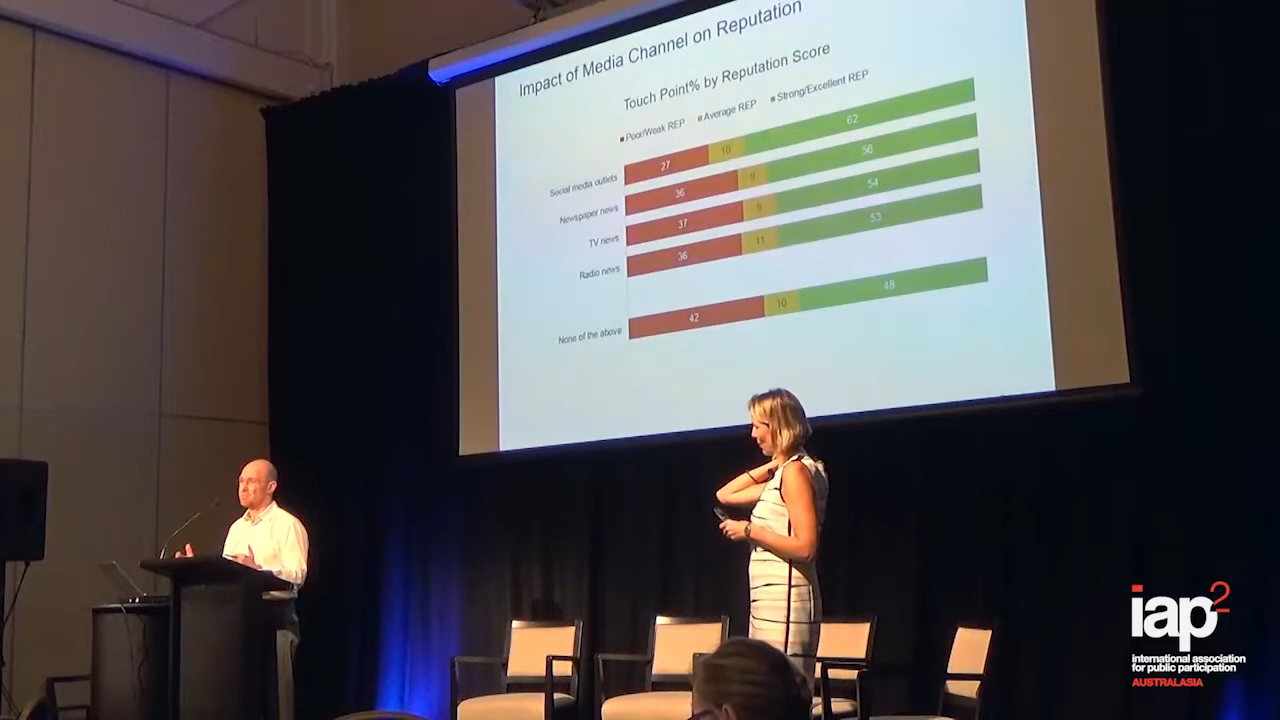 Impact of Media Channel on Reputation
Touch Point% by Reputation Score
Poor/Weak REP Average REP Strong/Excellent REP
Social media outlets 27 10 62
Newspaper news 36 9 56
TV news 37 9 54
Radio news 36 11 53
None of the above 42 10 48
iap2
international association
for public participation
AUSTRALASIA